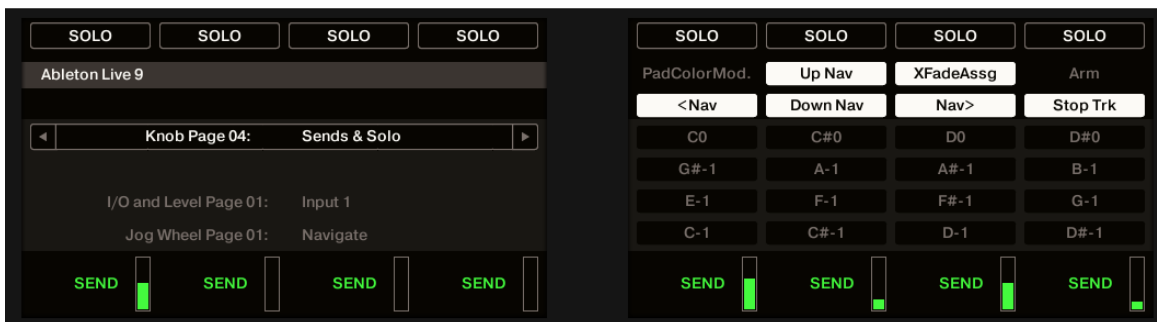 SOLO SOLO SOLO SOLO
Ableton Live 9
Knob Page 04: Sends & Solo
I/O and Level Page 01: Input 1
Jog Wheel Page 01: Navigate
SEND SEND SEND SEND
SOLO SOLO SOLO SOLO
PadColorMod. Up Nav XFadeAssg Arm
<Nav Down Nav Nav> Stop Trk
C0 C#0 D0 D#0
G#-1 A-1 A#-1 B-1
E-1 F-1 F#-1 G-1
C-1 C#-1 D-1 D#-1
SEND SEND SEND SEND